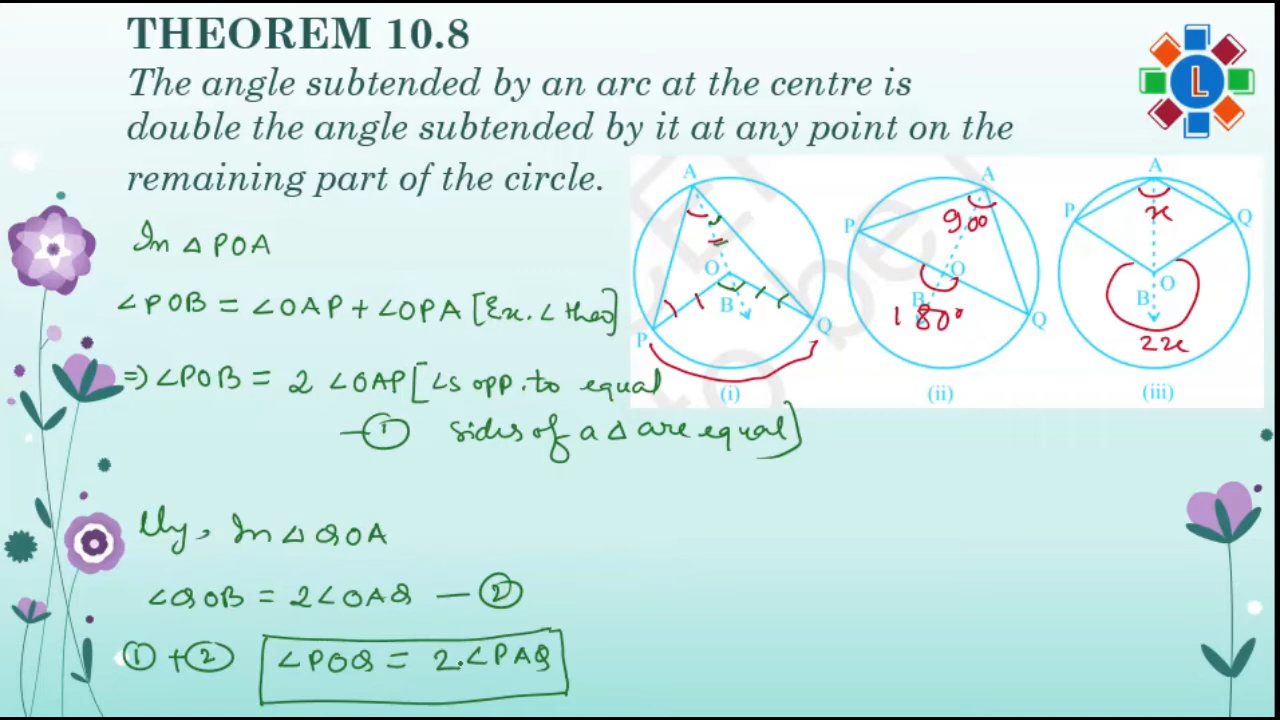 THEOREM 10.8
The angle subtended by an arc at the centre is
double the angle subtended by it at any point on the
remaining part of the circle.
L
In △ POA
∠POB = ∠OAP + ∠OPA [Ex. ∠ theo]
⇒ ∠POB = 2 ∠OAP [∠s opp. to equal
— ① sides of a △ are equal]
lly, In △ QOA
∠QOB = 2∠OAQ — ②
① + ② ∠POQ = 2.∠PAQ
A
O
B
P
Q
(i)
A
90°
P
O
B
180°
Q
(ii)
A
x
P
Q
O
B
2x
(iii)